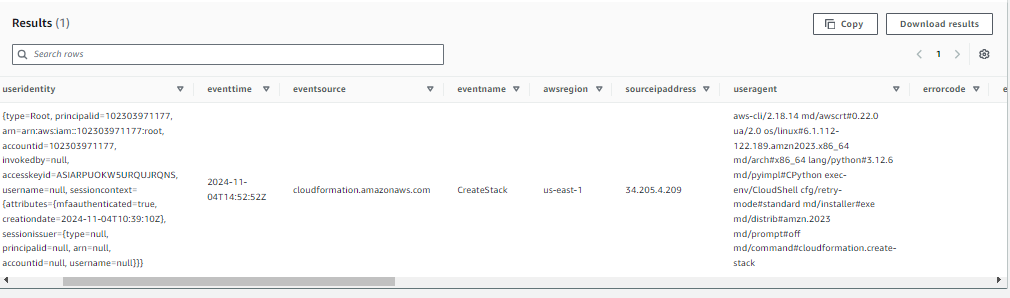 Results (1)
Copy
Download results
Search rows
1
useridentity
eventtime
eventsource
eventname
awsregion
sourceipaddress
useragent
errorcode
e
{type=Root, principalid=102303971177,
arn=arn:aws:iam::102303971177:root,
accountid=102303971177,
invokedby=null,
accesskeyid=ASIARPUOKW5URQUJRQNS,
username=null, sessioncontext=
{attributes={mfaauthenticated=true,
creationdate=2024-11-04T10:39:10Z},
sessionissuer={type=null,
principalid=null, arn=null,
accountid=null, username=null}}}
2024-11-
04T14:52:52Z
cloudformation.amazonaws.com
CreateStack
us-east-1
34.205.4.209
aws-cli/2.18.14 md/awscrt#0.22.0
ua/2.0 os/linux#6.1.112-
122.189.amzn2023.x86_64
md/arch#x86_64 lang/python#3.12.6
md/pyimpl#CPython exec-
env/CloudShell cfg/retry-
mode#standard md/installer#exe
md/distrib#amzn.2023
md/prompt#off
md/command#cloudformation.create-
stack